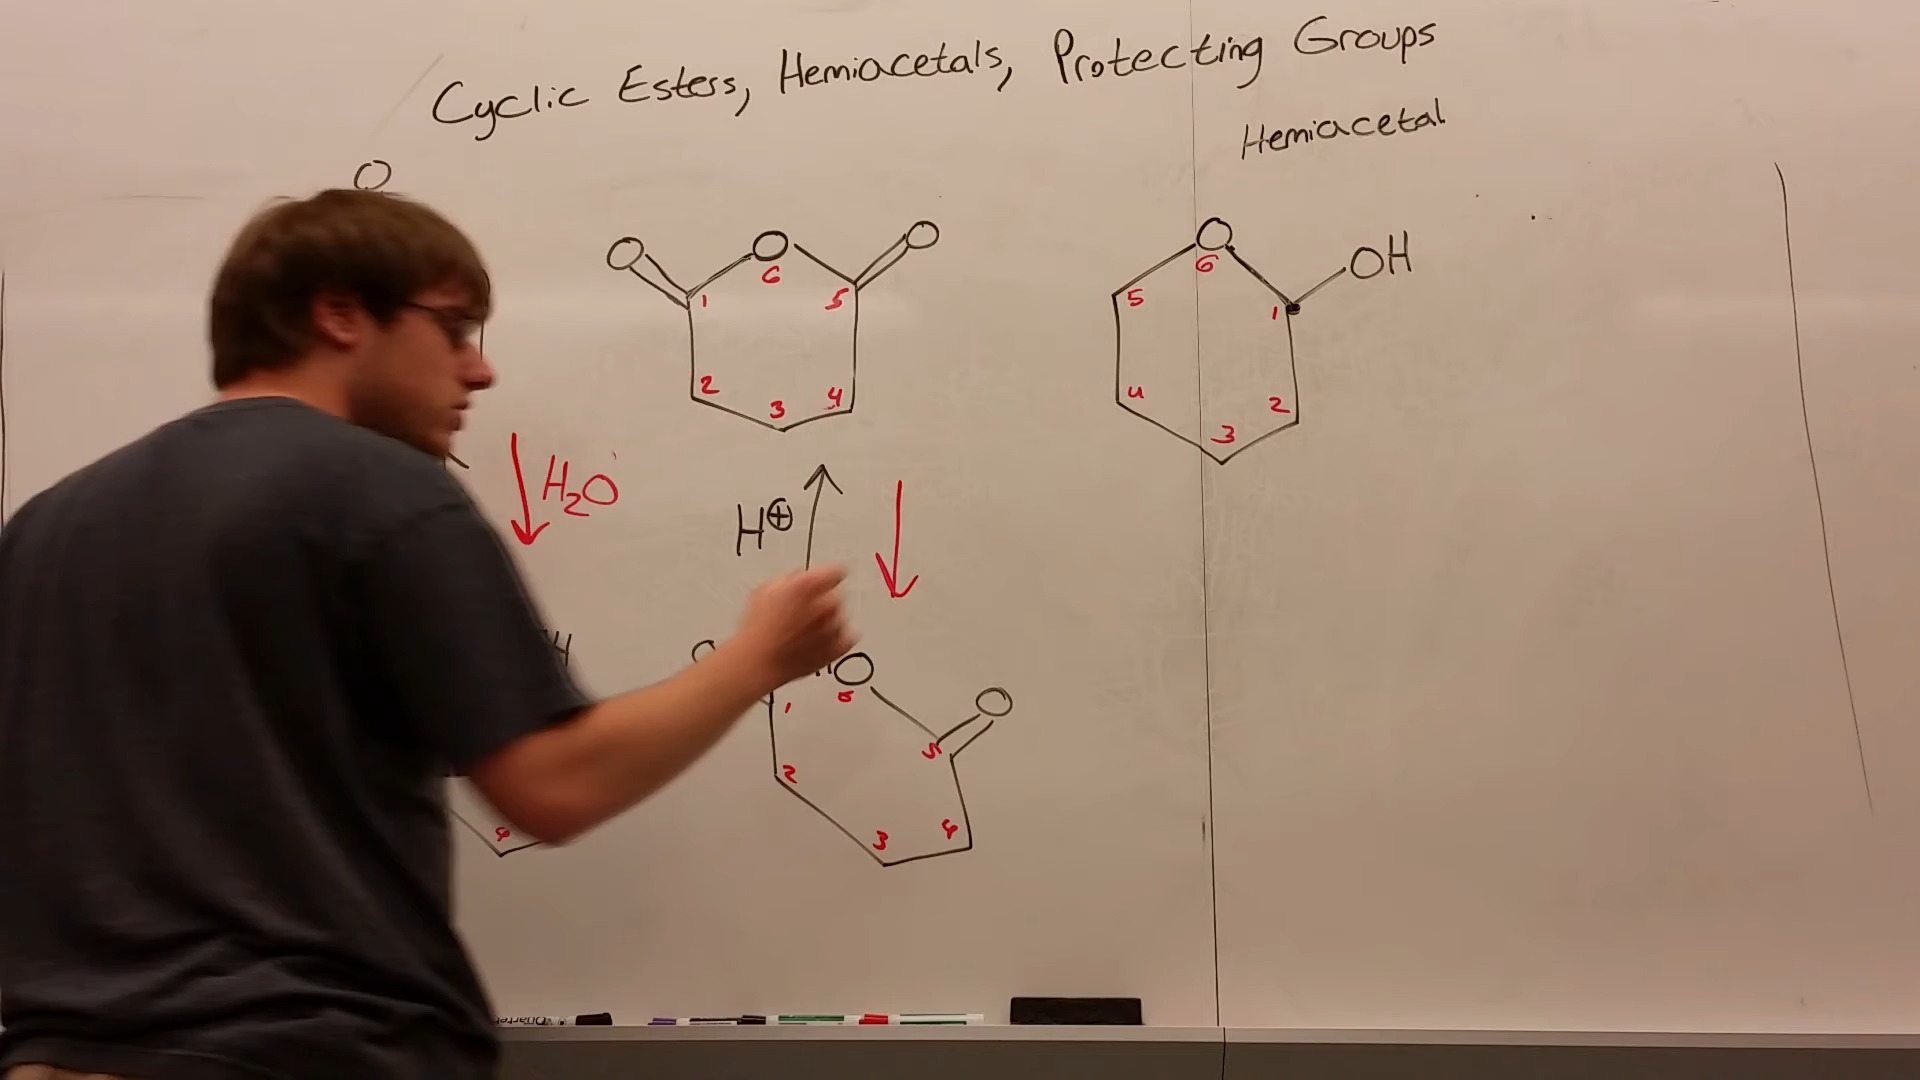 Cyclic Esters, Hemiacetals, Protecting Groups
Hemiacetal
O
O O O
1 6 5
2 3 4
O OH
6
5 1
4 2
3
H₂O
H⊕
H
O
O
1 5
2
3
4